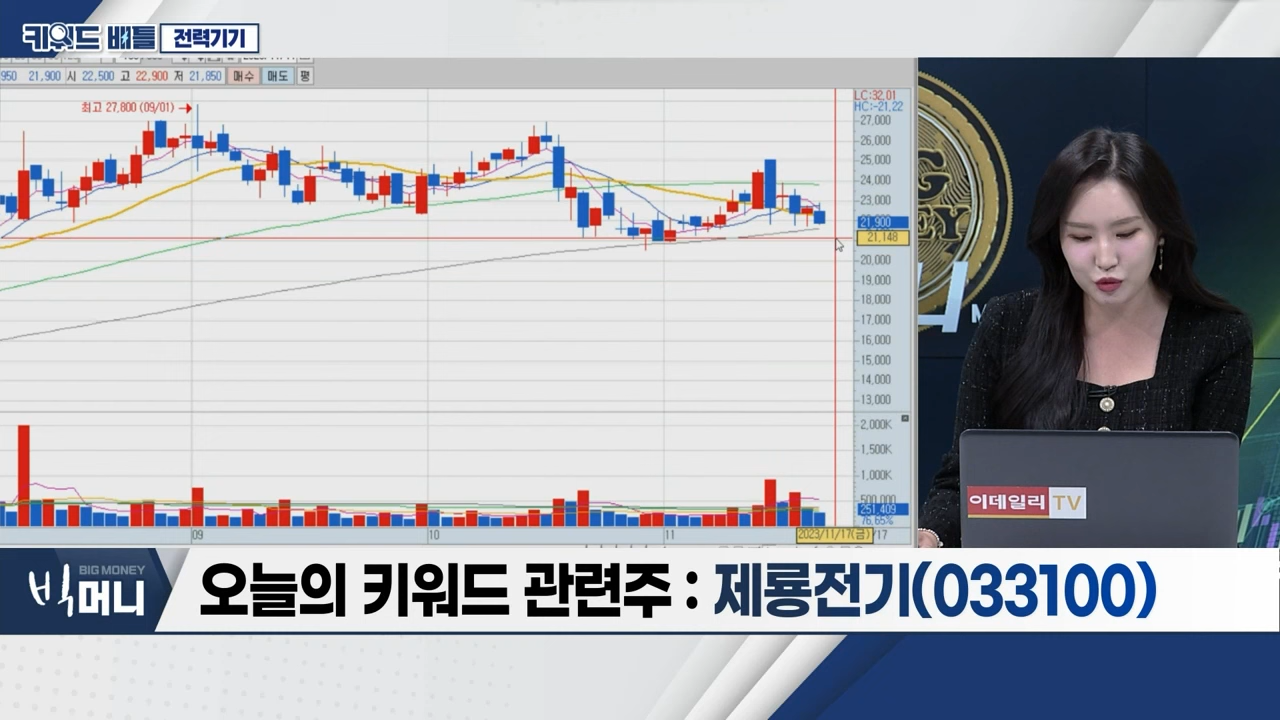 키워드 배틀 전력기기
950 21,900 시 22,500 고 22,900 저 21,850 매수 매도 평
최고 27,800 (09/01)
LC:32,01
HC:-21,22
27,000
26,000
25,000
24,000
23,000
21,900
21,148
20,000
19,000
18,000
17,000
16,000
15,000
14,000
13,000
2,000K
1,500K
1,000K
500,000
251,409
76,65%
09 10 11 2023/11/17(금) /17
이데일리 TV
BIG MONEY
빅머니
오늘의 키워드 관련주 : 제룡전기(033100)